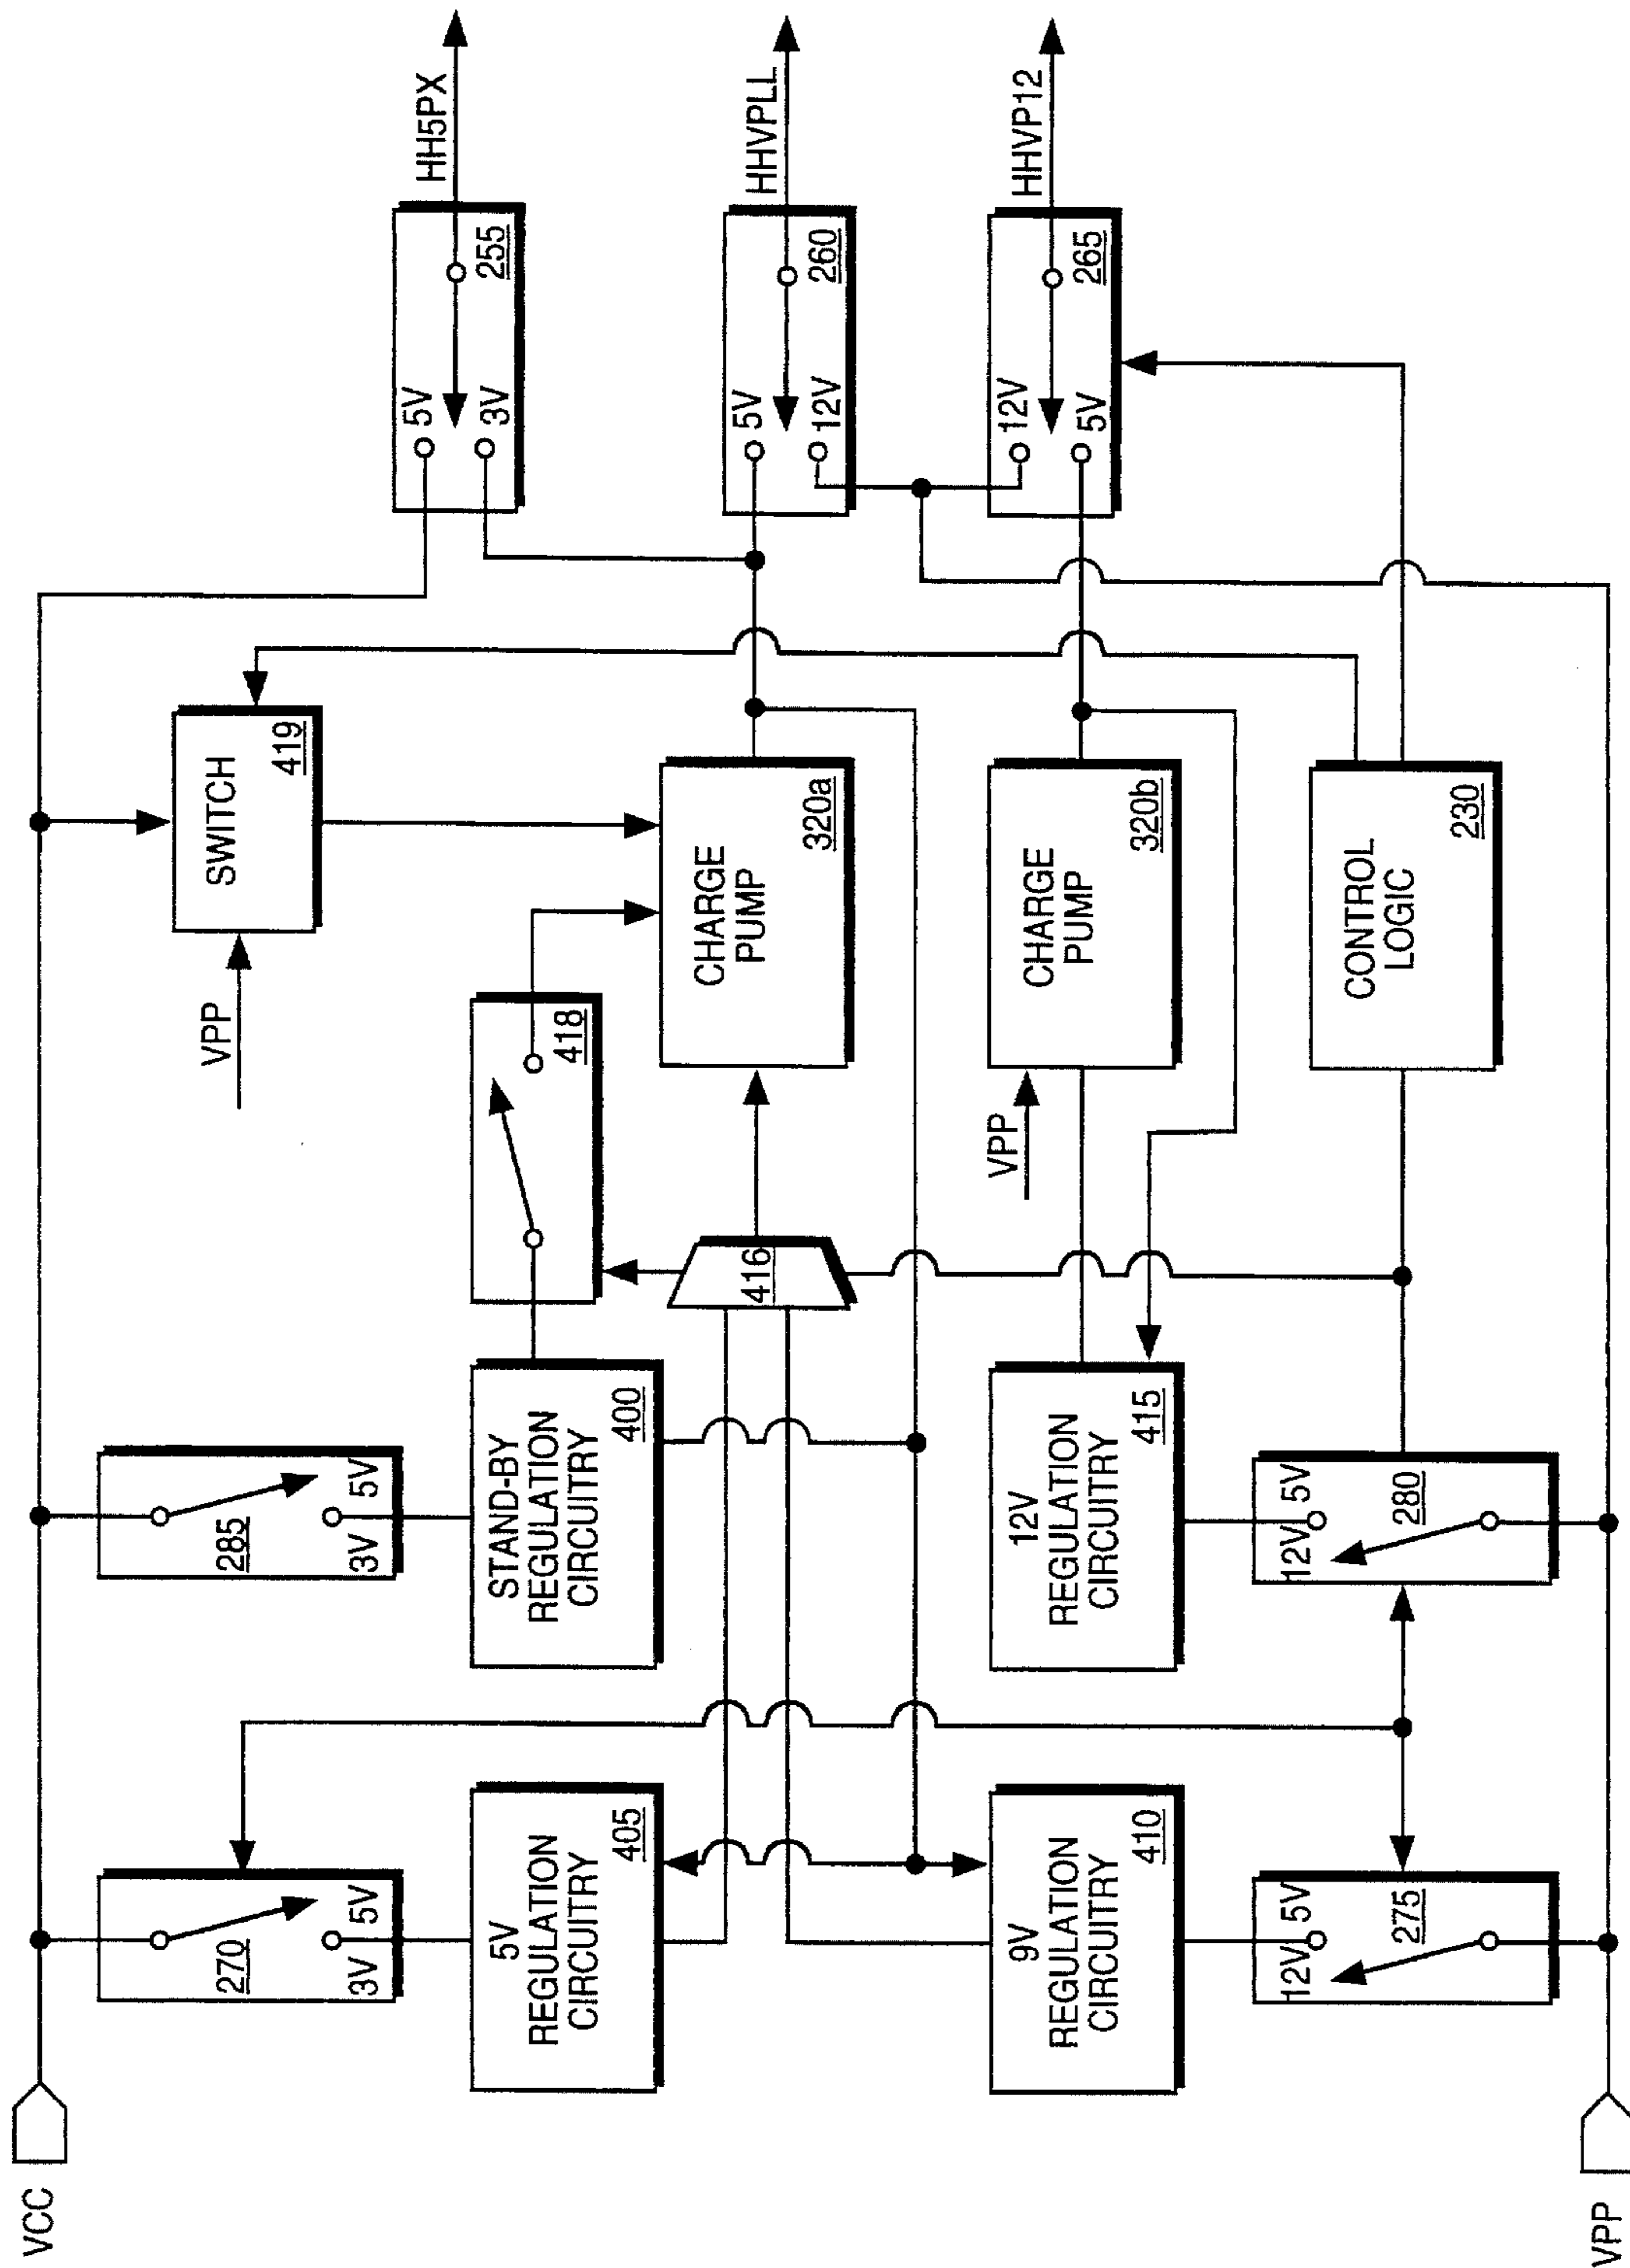 VCC
270
3V
5V
285
3V
5V
VPP
SWITCH
419
5V
3V
255
HH5PX
5V
REGULATION
CIRCUITRY
405
STAND-BY
REGULATION
CIRCUITRY
400
418
416
CHARGE
PUMP
320a
5V
12V
260
HHVPLL
9V
REGULATION
CIRCUITRY
410
12V
REGULATION
CIRCUITRY
415
VPP
CHARGE
PUMP
320b
12V
5V
265
HHVP12
12V
5V
275
12V
5V
280
CONTROL
LOGIC
230
VPP